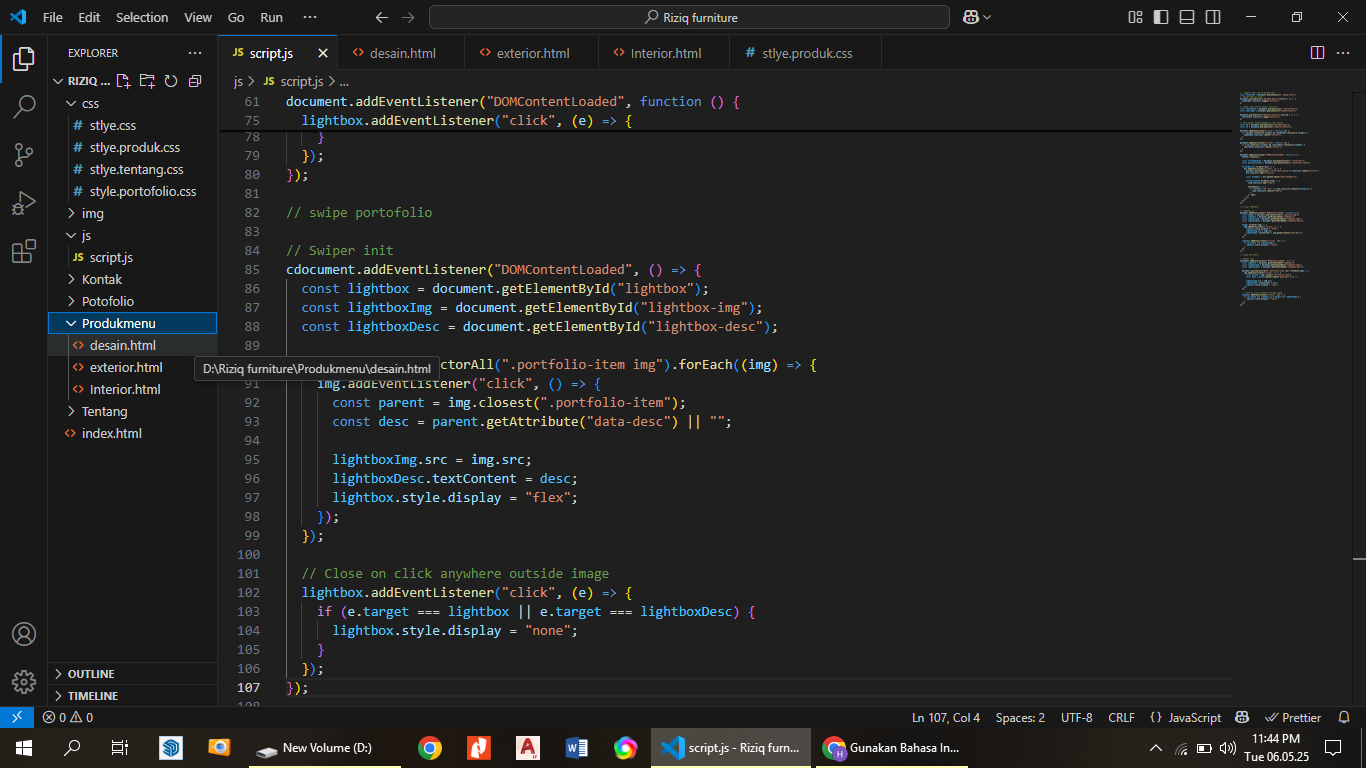 File Edit Selection View Go Run ··· Riziq furniture
EXPLORER ···
RIZIQ ...
css
# stlye.css
# stlye.produk.css
# stlye.tentang.css
# style.portofolio.css
img
js
JS script.js
Kontak
Potofolio
Produkmenu
<> desain.html
<> exterior.html
<> Interior.html
Tentang
<> index.html
OUTLINE
TIMELINE
JS script.js <> desain.html <> exterior.html <> Interior.html # stlye.produk.css ···
js > JS script.js > ...
61 document.addEventListener("DOMContentLoaded", function () {
75 lightbox.addEventListener("click", (e) => {
78 }
79 });
80 });
81
82 // swipe portofolio
83
84 // Swiper init
85 cdocument.addEventListener("DOMContentLoaded", () => {
86 const lightbox = document.getElementById("lightbox");
87 const lightboxImg = document.getElementById("lightbox-img");
88 const lightboxDesc = document.getElementById("lightbox-desc");
89
D:\Riziq furniture\Produkmenu\desain.html ctorAll(".portfolio-item img").forEach((img) => {
91 img.addEventListener("click", () => {
92 const parent = img.closest(".portfolio-item");
93 const desc = parent.getAttribute("data-desc") || "";
94
95 lightboxImg.src = img.src;
96 lightboxDesc.textContent = desc;
97 lightbox.style.display = "flex";
98 });
99 });
100
101 // Close on click anywhere outside image
102 lightbox.addEventListener("click", (e) => {
103 if (e.target === lightbox || e.target === lightboxDesc) {
104 lightbox.style.display = "none";
105 }
106 });
107 });
108
0 0 Ln 107, Col 4 Spaces: 2 UTF-8 CRLF {} JavaScript Prettier
New Volume (D:) script.js - Riziq furn... Gunakan Bahasa In... 11:44 PM
Tue 06.05.25